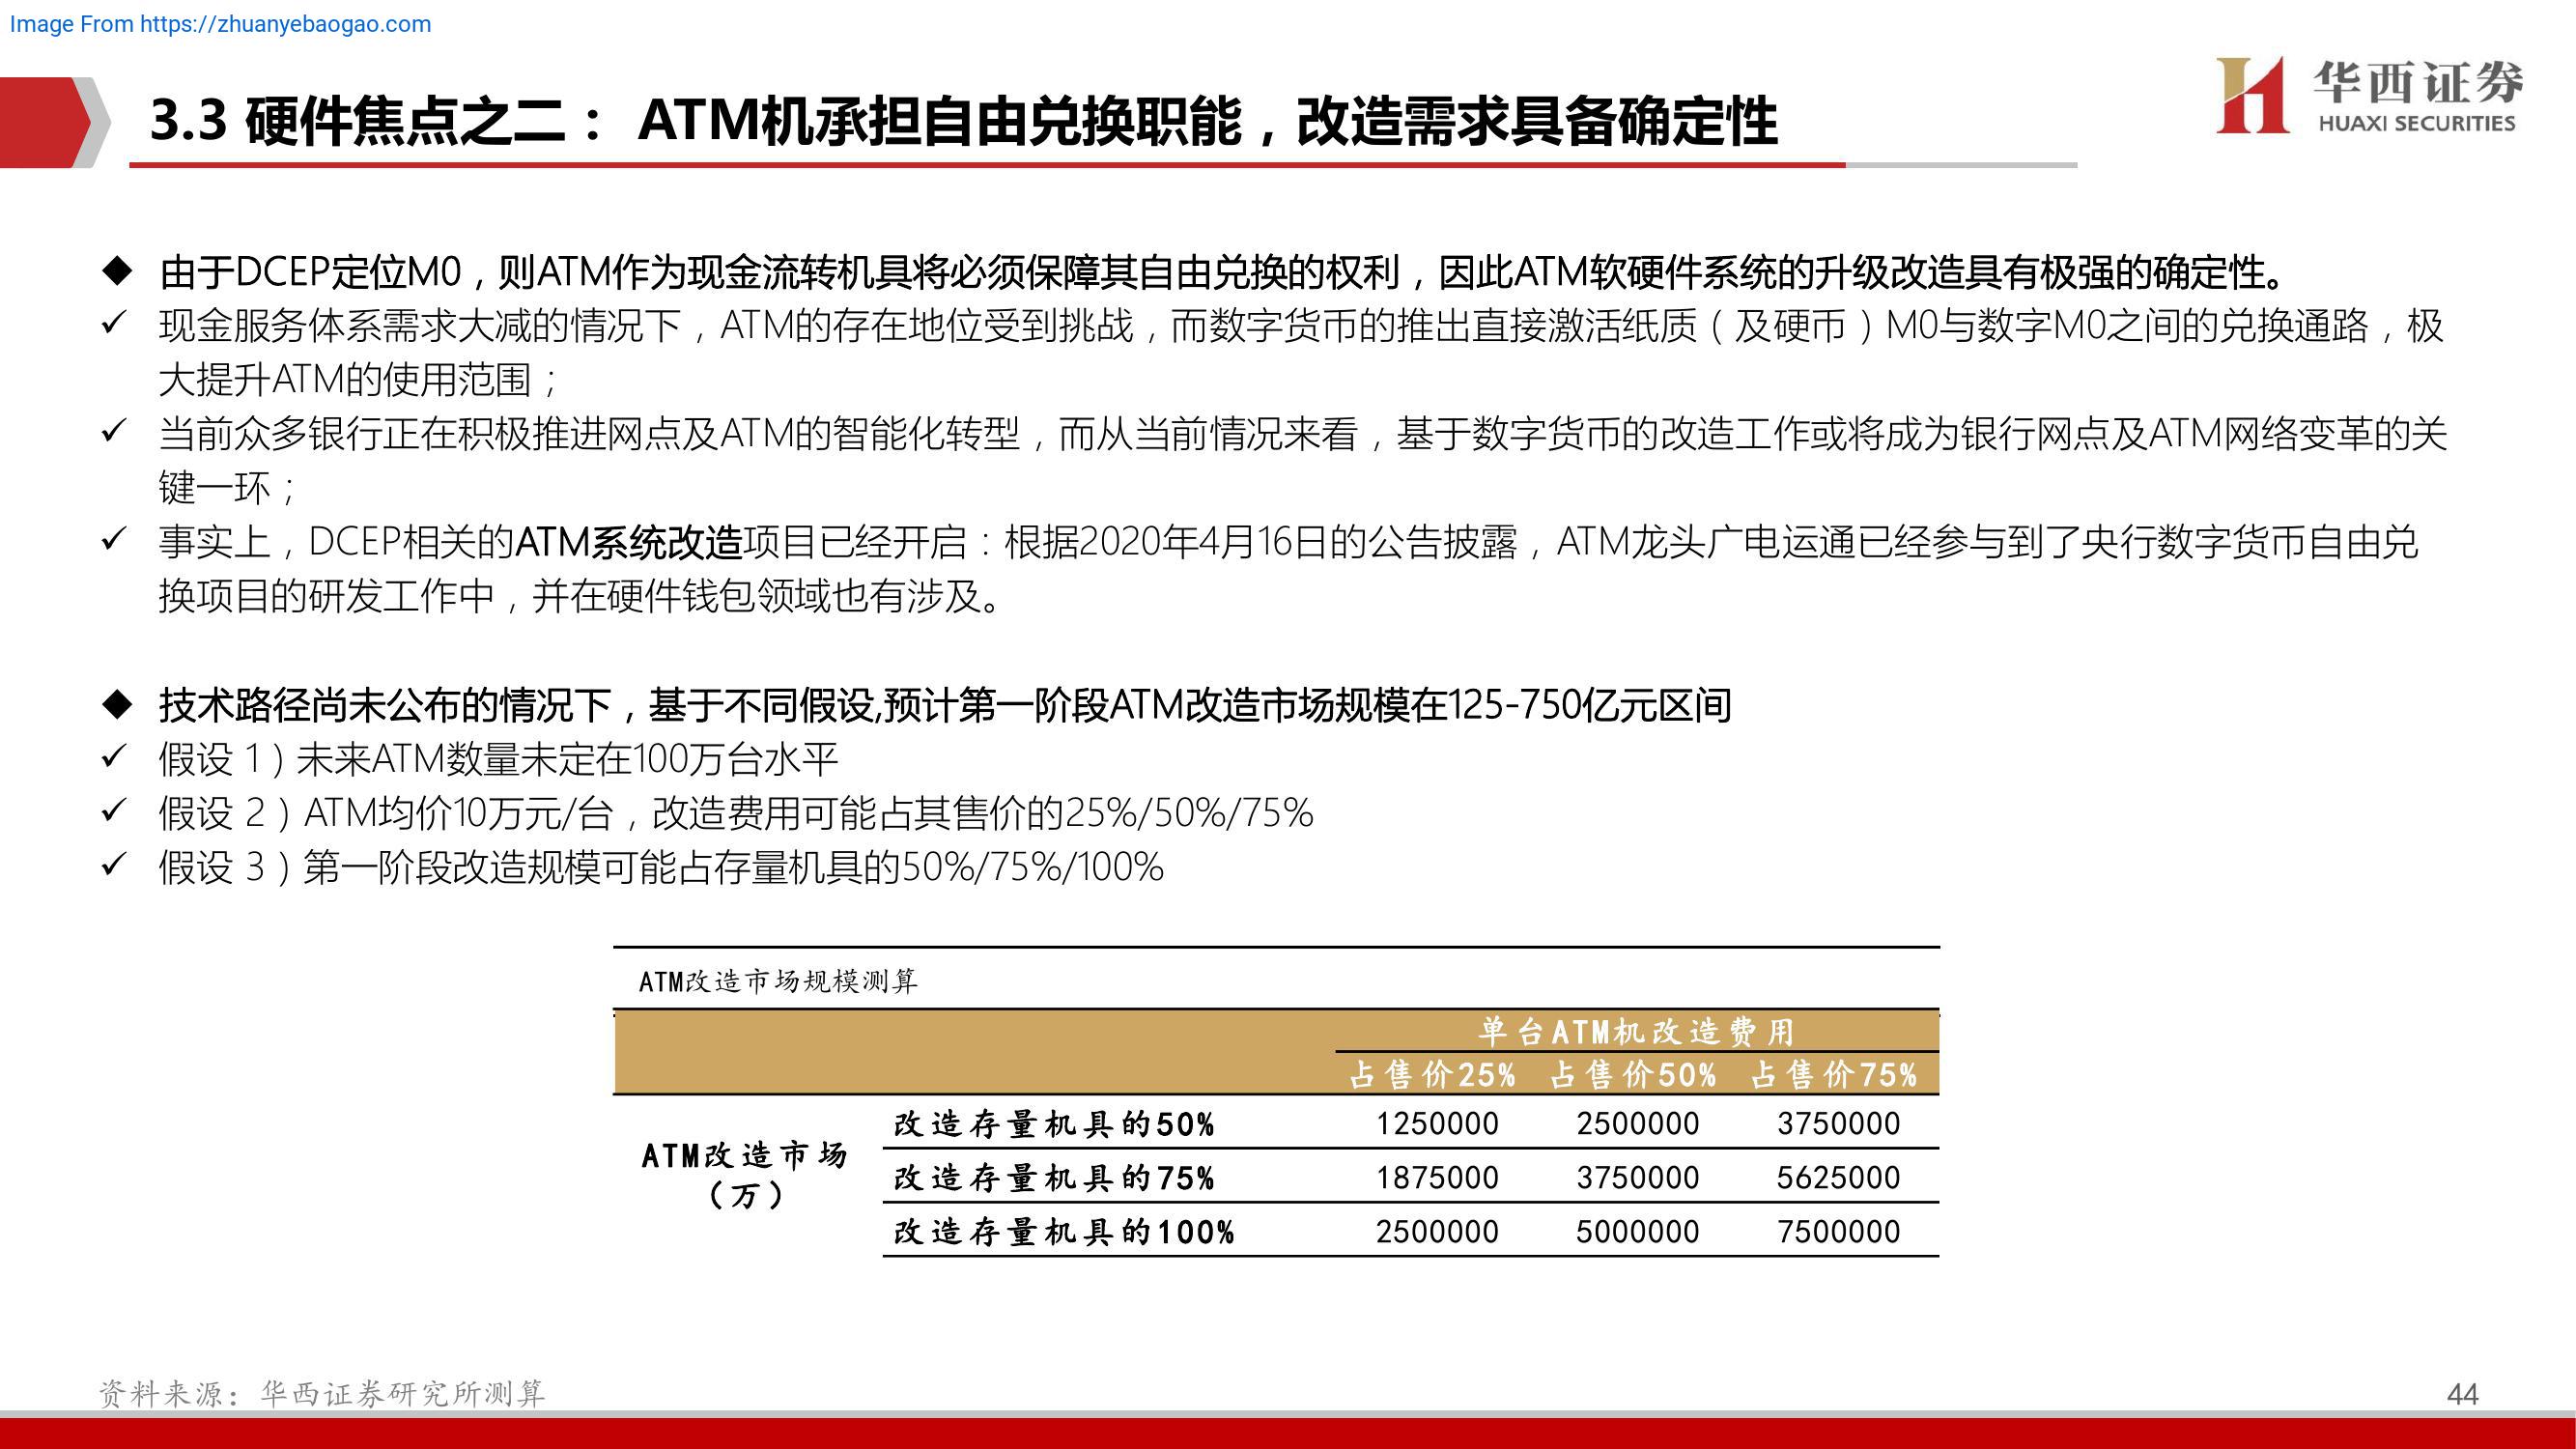 Image From https://zhuanyebaogao.com
华西证券
HUAXI SECURITIES
3.3 硬件焦点之二： ATM机承担自由兑换职能，改造需求具备确定性
◆ 由于DCEP定位M0，则ATM作为现金流转机具将必须保障其自由兑换的权利，因此ATM软硬件系统的升级改造具有极强的确定性。
✓ 现金服务体系需求大减的情况下，ATM的存在地位受到挑战，而数字货币的推出直接激活纸质（及硬币）M0与数字M0之间的兑换通路，极
大提升ATM的使用范围；
✓ 当前众多银行正在积极推进网点及ATM的智能化转型，而从当前情况来看，基于数字货币的改造工作或将成为银行网点及ATM网络变革的关
键一环；
✓ 事实上，DCEP相关的ATM系统改造项目已经开启：根据2020年4月16日的公告披露，ATM龙头广电运通已经参与到了央行数字货币自由兑
换项目的研发工作中，并在硬件钱包领域也有涉及。
◆ 技术路径尚未公布的情况下，基于不同假设,预计第一阶段ATM改造市场规模在125-750亿元区间
✓ 假设 1）未来ATM数量未定在100万台水平
✓ 假设 2）ATM均价10万元/台，改造费用可能占其售价的25%/50%/75%
✓ 假设 3）第一阶段改造规模可能占存量机具的50%/75%/100%
ATM改造市场规模测算
单台ATM机改造费用
占售价25% 占售价50% 占售价75%
ATM改造市场
（万）
改造存量机具的50% 1250000 2500000 3750000
改造存量机具的75% 1875000 3750000 5625000
改造存量机具的100% 2500000 5000000 7500000
资料来源：华西证券研究所测算
44